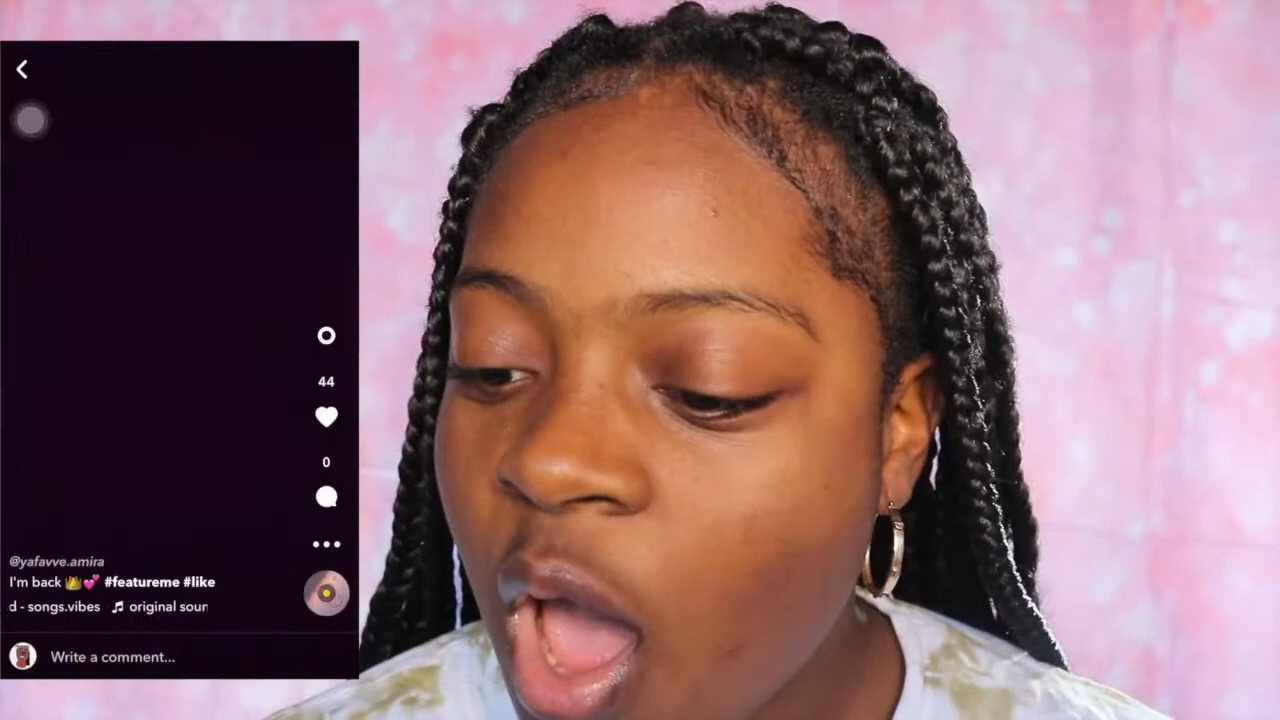 44
0
@yafavve.amira
I'm back 👑💕 #featureme #like
d - songs.vibes 🎵 original soun
Write a comment...